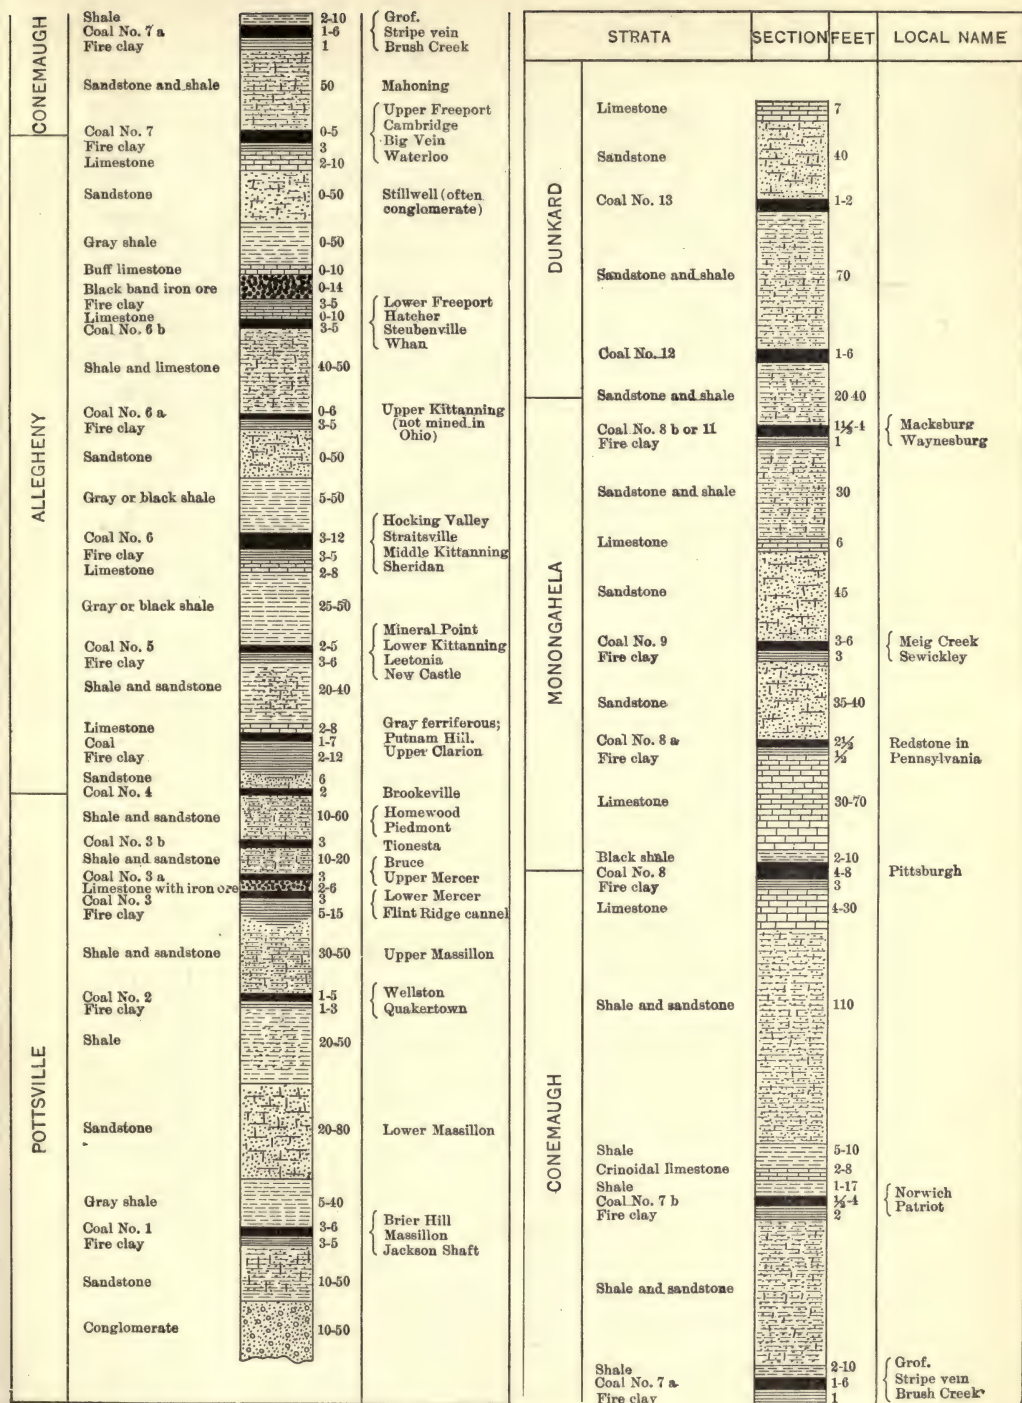 CONEMAUGH
Shale 2-10 Grof.
Coal No. 7 a 1-6 Stripe vein
Fire clay 1 Brush Creek
Sandstone and shale 50 Mahoning
Upper Freeport
Cambridge
Coal No. 7 0-5 Big Vein
Fire clay 3 Waterloo
Limestone 2-10
ALLEGHENY
Sandstone 0-50 Stillwell (often
conglomerate)
Gray shale 0-50
Buff limestone 0-10
Black band iron ore 0-14
Fire clay 3-5 Lower Freeport
Limestone 0-10 Hatcher
Coal No. 6 b 3-5 Steubenville
Whan
Shale and limestone 40-50
Coal No. 6 a 0-6 Upper Kittanning
Fire clay 3-5 (not mined in
Ohio)
Sandstone 0-50
Gray or black shale 5-50
Hocking Valley
Coal No. 6 3-12 Straitsville
Fire clay 3-5 Middle Kittanning
Limestone 2-8 Sheridan
Gray or black shale 25-50
Mineral Point
Coal No. 5 2-5 Lower Kittanning
Fire clay 3-6 Leetonia
New Castle
Shale and sandstone 20-40
Limestone 2-8 Gray ferriferous;
Coal 1-7 Putnam Hill.
Fire clay 2-12 Upper Clarion
Sandstone 6
POTTSVILLE
Coal No. 4 2 Brookeville
Shale and sandstone 10-60 Homewood
Piedmont
Coal No. 3 b 3 Tionesta
Shale and sandstone 10-20 Bruce
Coal No. 3 a 3 Upper Mercer
Limestone with iron ore 2-6
Coal No. 3 3 Lower Mercer
Fire clay 5-15 Flint Ridge cannel
Shale and sandstone 30-50 Upper Massillon
Coal No. 2 1-5 Wellston
Fire clay 1-3 Quakertown
Shale 20-50
Sandstone 20-80 Lower Massillon
Gray shale 5-40
Brier Hill
Coal No. 1 3-6 Massillon
Fire clay 3-5 Jackson Shaft
Sandstone 10-50
Conglomerate 10-50
STRATA SECTION FEET LOCAL NAME
DUNKARD
Limestone 7
Sandstone 40
Coal No. 13 1-2
Sandstone and shale 70
Coal No. 12 1-6
Sandstone and shale 20-40
MONONGAHELA
Coal No. 8 b or 11 1½-4 Macksburg
Fire clay 1 Waynesburg
Sandstone and shale 30
Limestone 6
Sandstone 45
Coal No. 9 3-6 Meig Creek
Fire clay 3 Sewickley
Sandstone 35-40
Coal No. 8 a 2½ Redstone in
Fire clay ½ Pennsylvania
Limestone 30-70
Black shale 2-10
CONEMAUGH
Coal No. 8 4-8 Pittsburgh
Fire clay 3
Limestone 4-30
Shale and sandstone 110
Shale 5-10
Crinoidal limestone 2-8
Shale 1-17
Coal No. 7 b ½-4 Norwich
Fire clay 2 Patriot
Shale and sandstone
Shale 2-10 Grof.
Coal No. 7 a 1-6 Stripe vein
Fire clay 1 Brush Creek